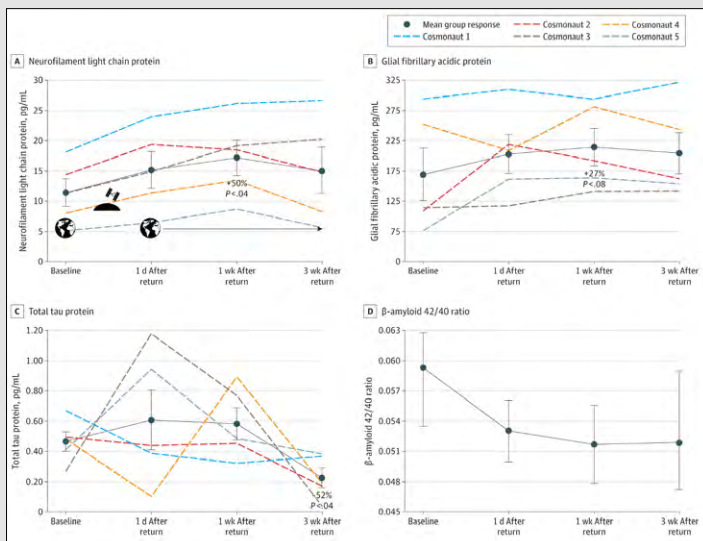 Mean group response
Cosmonaut 2
Cosmonaut 4
Cosmonaut 1
Cosmonaut 3
Cosmonaut 5
A Neurofilament light chain protein
30
25
20
15
10
5
0
Neurofilament light chain protein, pg/mL
+50%
P<.04
Baseline
1 d After
return
1 wk After
return
3 wk After
return
B Glial fibrillary acidic protein
325
275
225
175
125
75
25
Glial fibrillary acidic protein, pg/mL
+27%
P<.08
Baseline
1 d After
return
1 wk After
return
3 wk After
return
C Total tau protein
1.20
1.00
0.80
0.60
0.40
0.20
0
Total tau protein, pg/mL
-52%
P<.04
Baseline
1 d After
return
1 wk After
return
3 wk After
return
D β-amyloid 42/40 ratio
0.063
0.060
0.057
0.054
0.051
0.048
0.045
β-amyloid 42/40 ratio
Baseline
1 d After
return
1 wk After
return
3 wk After
return